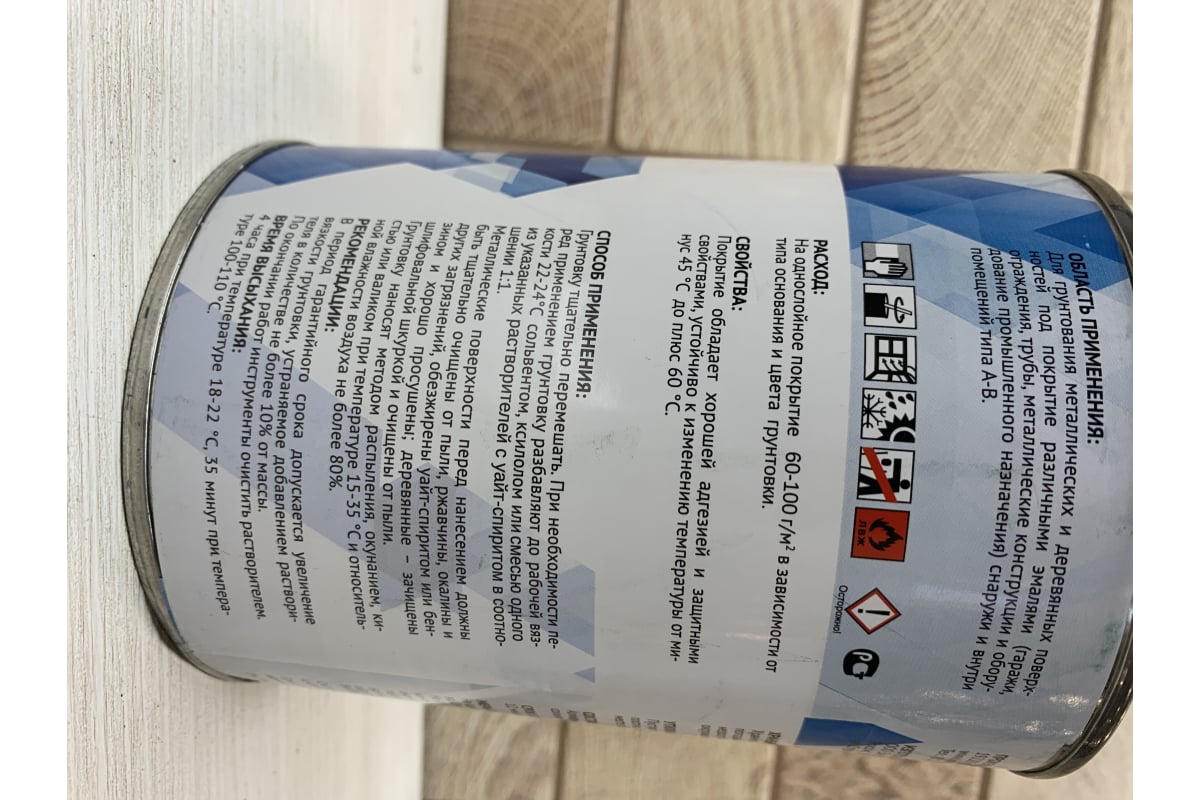 ОБЛАСТЬ ПРИМЕНЕНИЯ:
Для грунтования металлических и деревянных поверх-
ностей под покрытие различными эмалями (гаражи,
ограждения, трубы, металлические конструкции и обору-
дование промышленного назначения) снаружи и внутри
помещений типа А-В.
ЛВЖ
Осторожно!
РАСХОД:
На однослойное покрытие 60-100 г/м² в зависимости от
типа основания и цвета грунтовки.
СВОЙСТВА:
Покрытие обладает хорошей адгезией и защитными
свойствами, устойчиво к изменению температуры от ми-
нус 45 °С до плюс 60 °С.
СПОСОБ ПРИМЕНЕНИЯ:
Грунтовку тщательно перемешать. При необходимости пе-
ред применением грунтовку разбавляют до рабочей вяз-
кости 22-24°С сольвентом, ксилолом или смесью одного
из указанных растворителей с уайт-спиритом в соотно-
шении 1:1.
Металлические поверхности перед нанесением должны
быть тщательно очищены от пыли, ржавчины, окалины и
других загрязнений, обезжирены уайт-спиритом или бен-
зином и хорошо просушены; деревянные – зачищены
шлифовальной шкуркой и очищены от пыли.
Грунтовку наносят методом распыления, окунанием, ки-
стью или валиком при температуре 15-35 °С и относитель-
ной влажности воздуха не более 80%.
РЕКОМЕНДАЦИИ:
В период гарантийного срока допускается увеличение
вязкости грунтовки, устраняемое добавлением раствори-
теля в количестве не более 10% от массы.
По окончании работ инструменты очистить растворителем.
ВРЕМЯ ВЫСЫХАНИЯ:
4 часа при температуре 18-22 °С, 35 минут при темпера-
туре 100-110 °С.